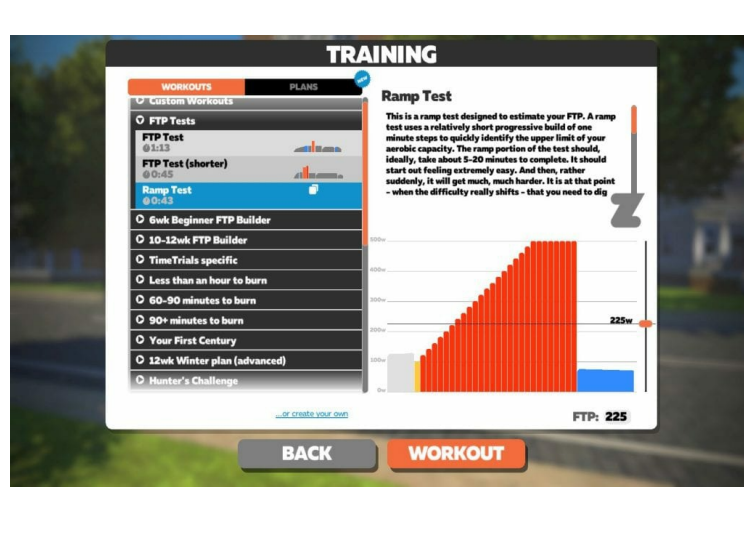 TRAINING
WORKOUTS
PLANS
NEW
Custom Workouts
FTP Tests
FTP Test
1:13
FTP Test (shorter)
0:45
Ramp Test
0:43
6wk Beginner FTP Builder
10-12wk FTP Builder
TimeTrials specific
Less than an hour to burn
60-90 minutes to burn
90+ minutes to burn
Your First Century
12wk Winter plan (advanced)
Hunter's Challenge
...or create your own
Ramp Test
This is a ramp test designed to estimate your FTP. A ramp
test uses a relatively short progressive build of one
minute steps to quickly identify the upper limit of your
aerobic capacity. The ramp portion of the test should,
ideally, take about 5-20 minutes to complete. It should
start out feeling extremely easy. And then, rather
suddenly, it will get much, much harder. It is at that point
- when the difficulty really shifts - that you need to dig
500w
400w
300w
225w
200w
100w
0w
FTP: 225
BACK
WORKOUT